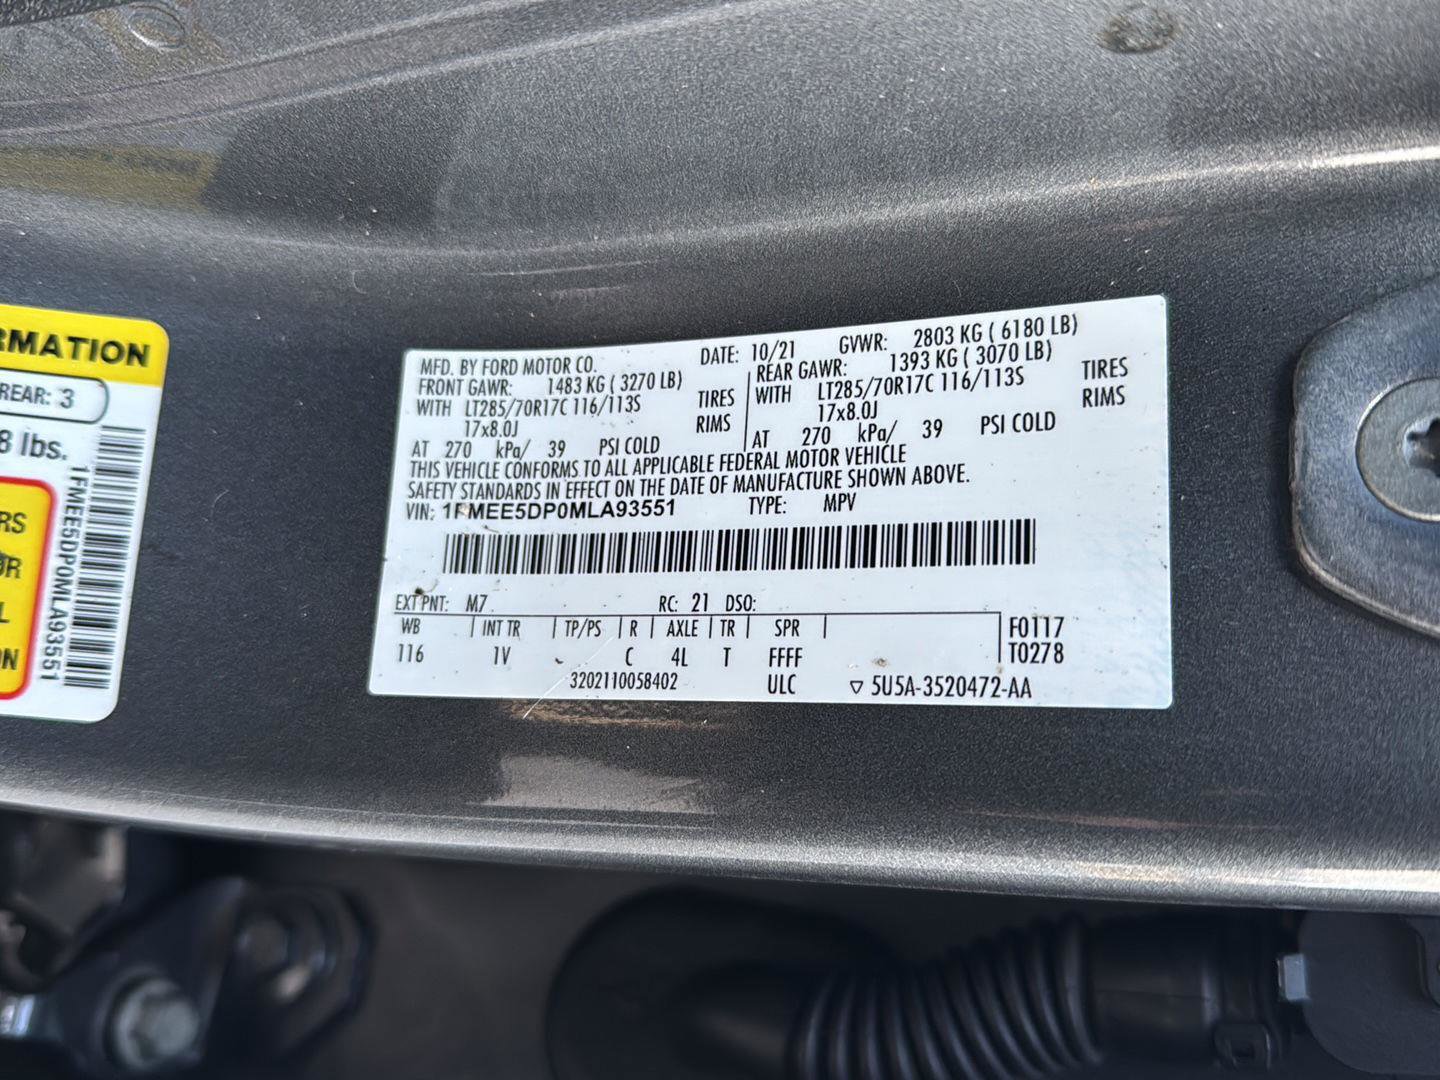 RMATION
REAR: 3
8 lbs.
RS
OR
L
ON
1FMEE5DP0MLA93551
MFD. BY FORD MOTOR CO. DATE: 10/21 GVWR: 2803 KG ( 6180 LB)
FRONT GAWR: 1483 KG ( 3270 LB) REAR GAWR: 1393 KG ( 3070 LB)
WITH LT285/70R17C 116/113S TIRES WITH LT285/70R17C 116/113S TIRES
17x8.0J RIMS 17x8.0J RIMS
AT 270 kPa/ 39 PSI COLD AT 270 kPa/ 39 PSI COLD
THIS VEHICLE CONFORMS TO ALL APPLICABLE FEDERAL MOTOR VEHICLE
SAFETY STANDARDS IN EFFECT ON THE DATE OF MANUFACTURE SHOWN ABOVE.
VIN: 1FMEE5DP0MLA93551 TYPE: MPV
EXT PNT: M7 RC: 21 DSO:
WB INT TR TP/PS R AXLE TR SPR F0117
116 1V C 4L T FFFF T0278
3202110058402 ULC ▽ 5U5A-3520472-AA